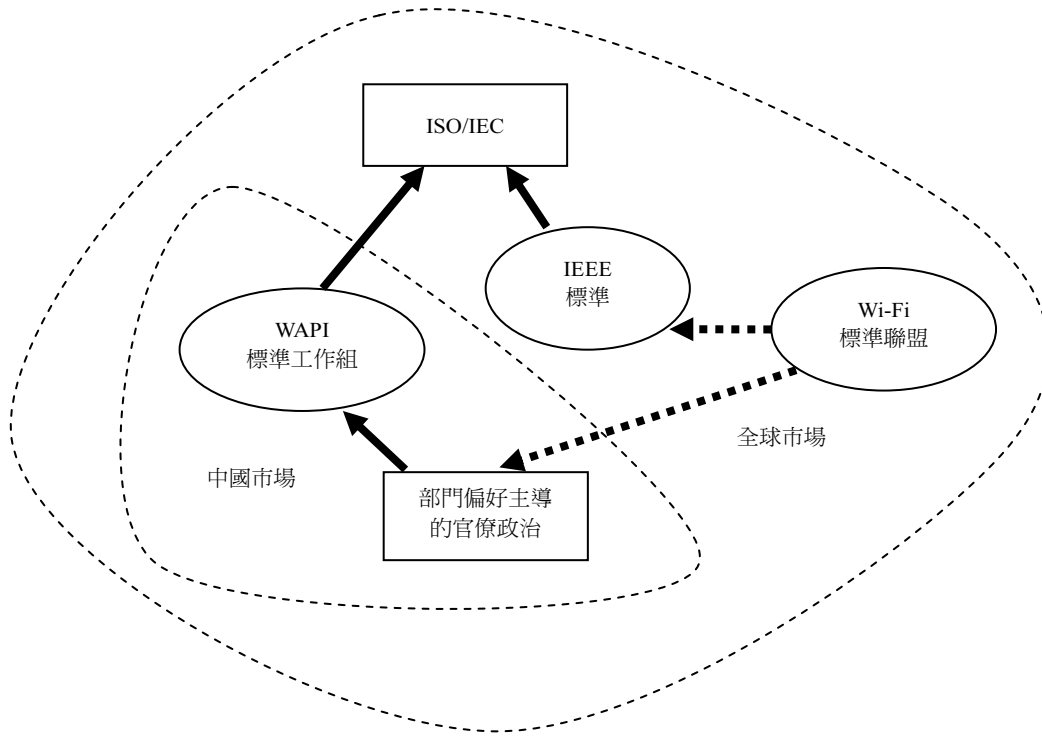 ISO/IEC
IEEE
標準
Wi-Fi
標準聯盟
WAPI
標準工作組
全球市場
中國市場
部門偏好主導
的官僚政治